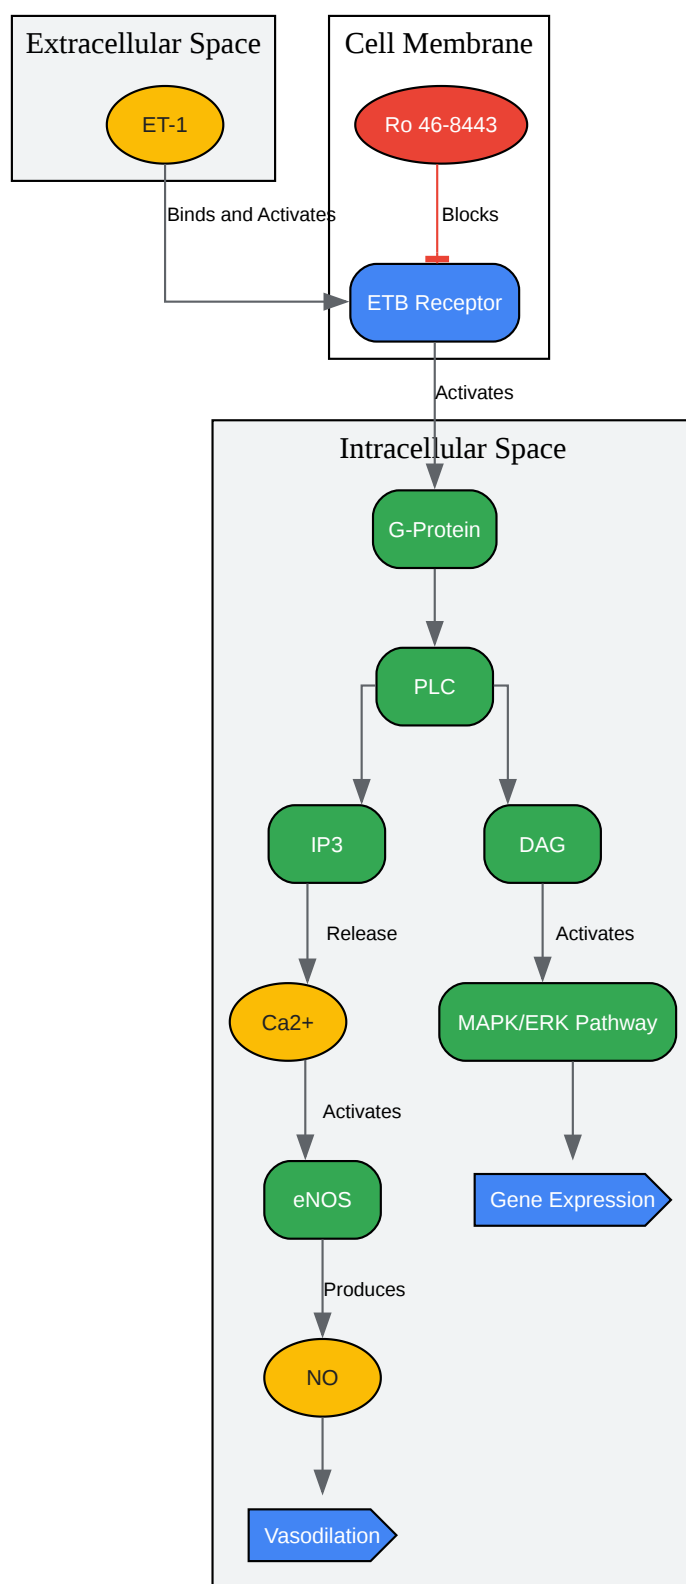 Extracellular Space
Cell Membrane
ET-1
Ro 46-8443
Binds and Activates
Blocks
ETB Receptor
Activates
Intracellular Space
G-Protein
PLC
IP3
DAG
Release
Activates
Ca2+
MAPK/ERK Pathway
Activates
eNOS
Gene Expression
Produces
NO
Vasodilation